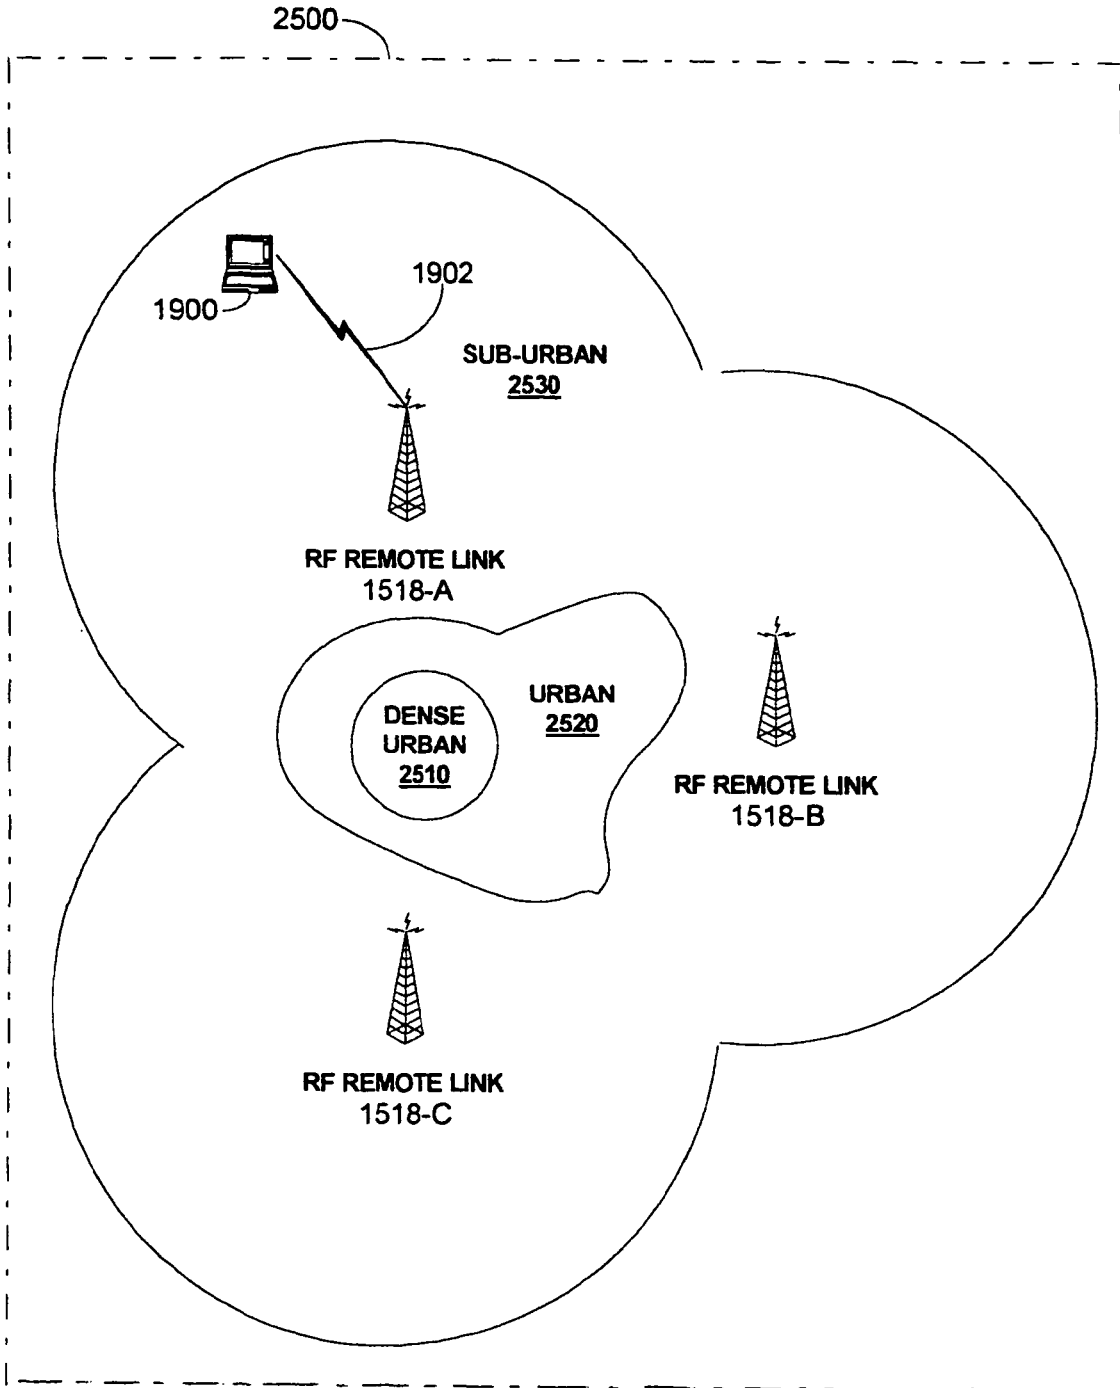 2500
1902
1900
SUB-URBAN
2530
RF REMOTE LINK
1518-A
URBAN
2520
DENSE
URBAN
2510
RF REMOTE LINK
1518-B
RF REMOTE LINK
1518-C